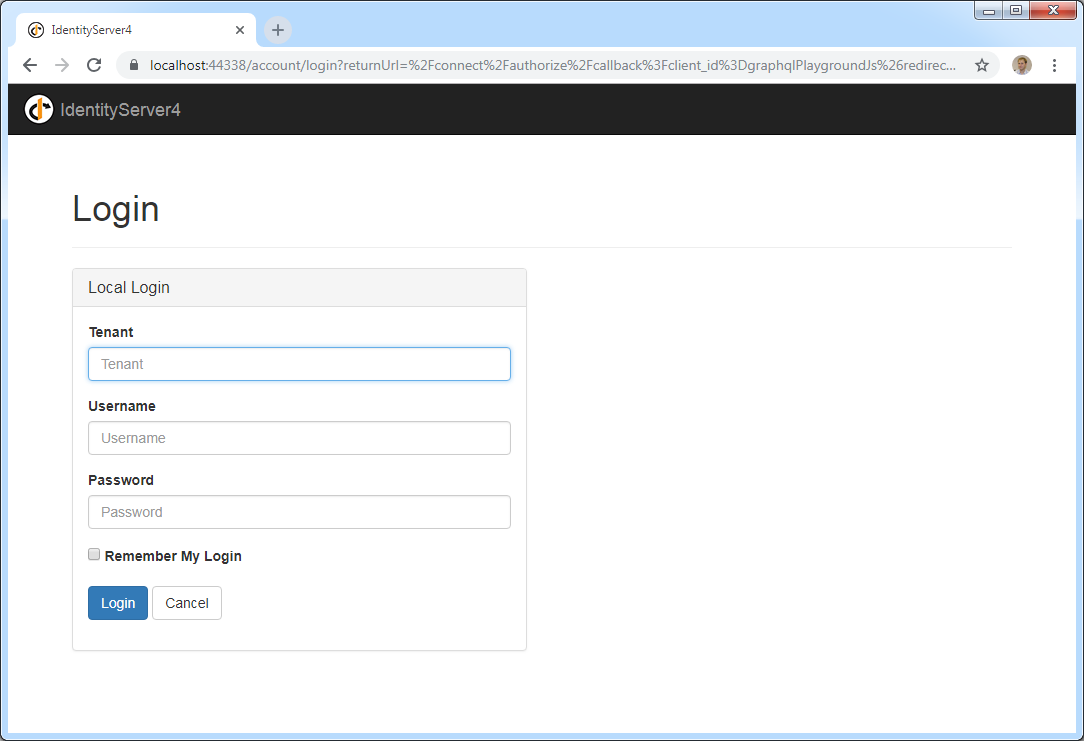 IdentityServer4
localhost:44338/account/login?returnUrl=%2Fconnect%2Fauthorize%2Fcallback%3Fclient_id%3DgraphqlPlaygroundJs%26redirec...
IdentityServer4
Login
Local Login
Tenant
Tenant
Username
Username
Password
Password
Remember My Login
Login Cancel